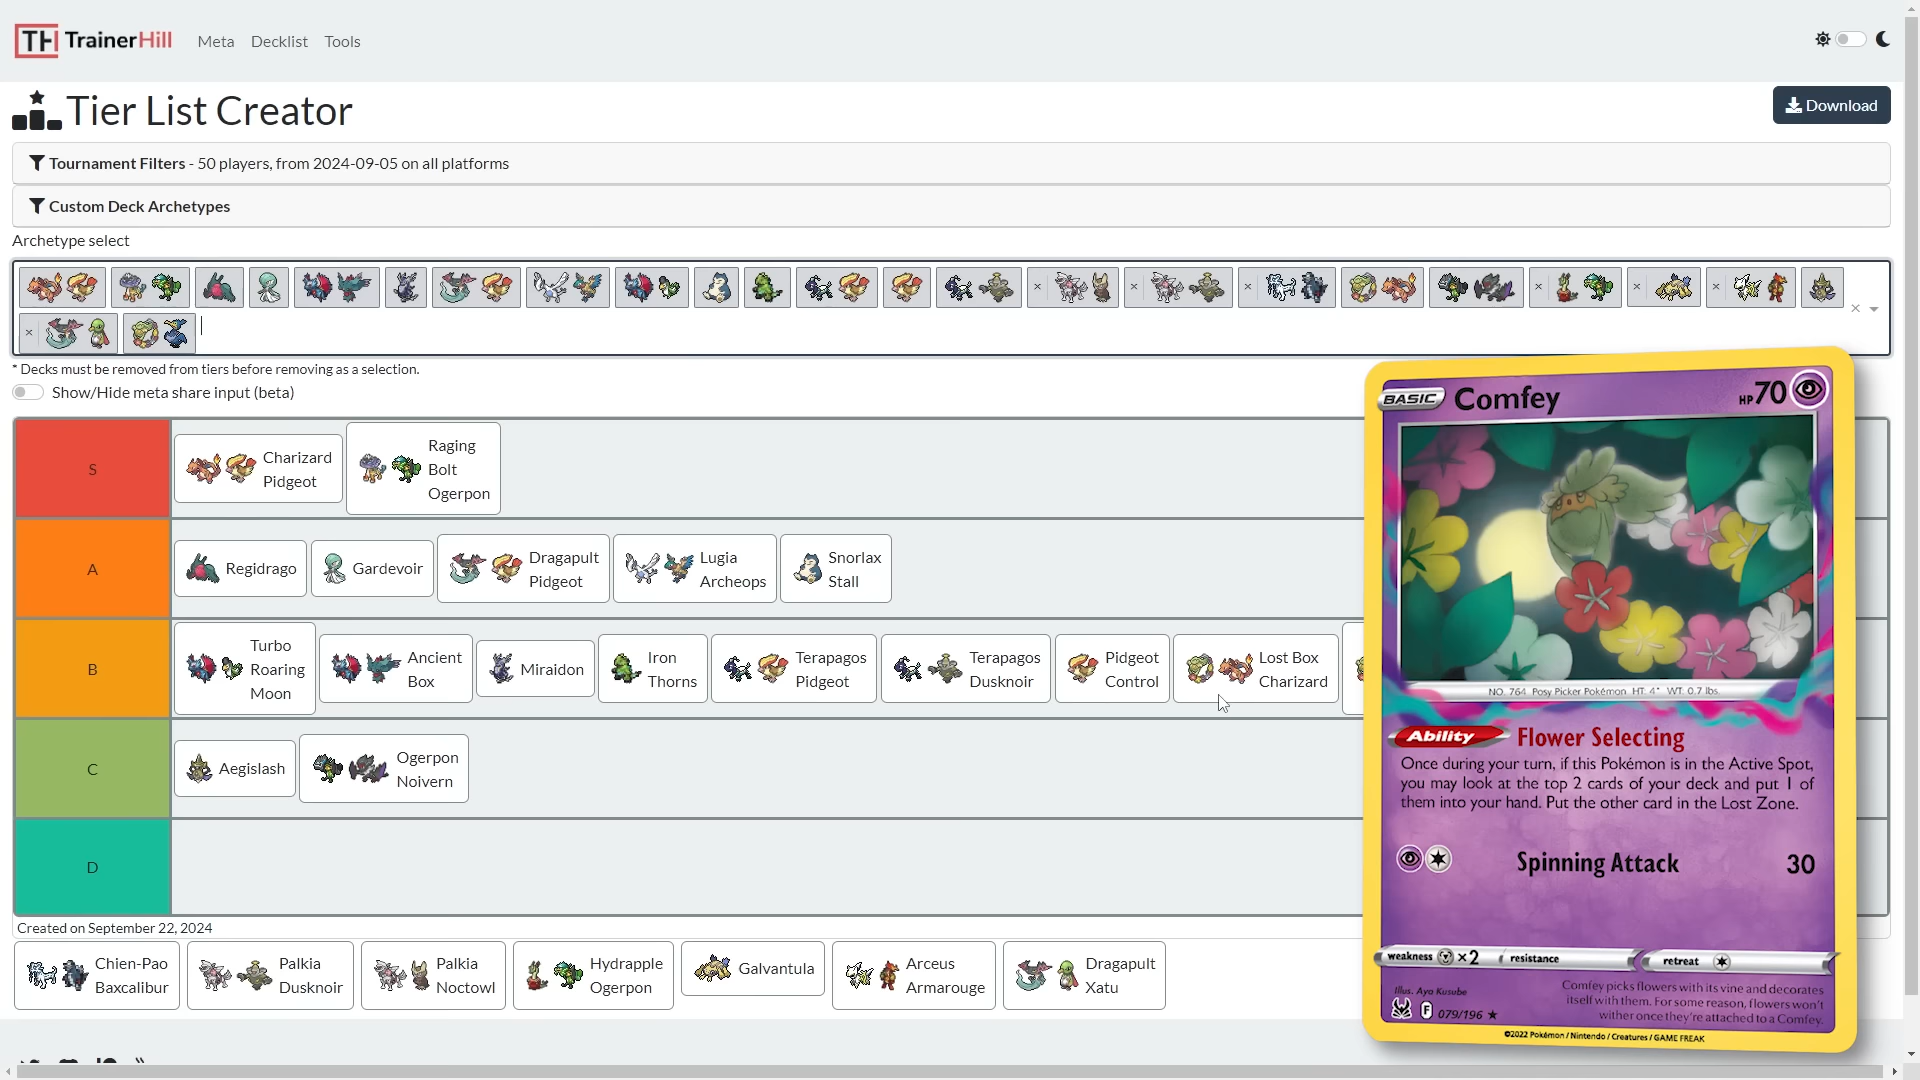 TH TrainerHill Meta Decklist Tools
Tier List Creator
Download
Tournament Filters - 50 players, from 2024-09-05 on all platforms
Custom Deck Archetypes
Archetype select
* Decks must be removed from tiers before removing as a selection.
Show/Hide meta share input (beta)
S
Charizard
Pidgeot
Raging
Bolt
Ogerpon
A
Regidrago
Gardevoir
Dragapult
Pidgeot
Lugia
Archeops
Snorlax
Stall
B
Turbo
Roaring
Moon
Ancient
Box
Miraidon
Iron
Thorns
Terapagos
Pidgeot
Terapagos
Dusknoir
Pidgeot
Control
Lost Box
Charizard
C
Aegislash
Ogerpon
Noivern
D
Created on September 22, 2024
Chien-Pao
Baxcalibur
Palkia
Dusknoir
Palkia
Noctowl
Hydrapple
Ogerpon
Galvantula
Arceus
Armarouge
Dragapult
Xatu
BASIC Comfey HP 70
NO. 764 Posy Picker Pokémon HT: 4" WT: 0.7 lbs.
Ability Flower Selecting
Once during your turn, if this Pokémon is in the Active Spot,
you may look at the top 2 cards of your deck and put 1 of
them into your hand. Put the other card in the Lost Zone.
Spinning Attack 30
weakness ×2 resistance retreat
Illus. Aya Kusube
F 079/196 ★
Comfey picks flowers with its vine and decorates
itself with them. For some reason, flowers won't
wither once they're attached to a Comfey.
©2022 Pokémon / Nintendo / Creatures / GAME FREAK